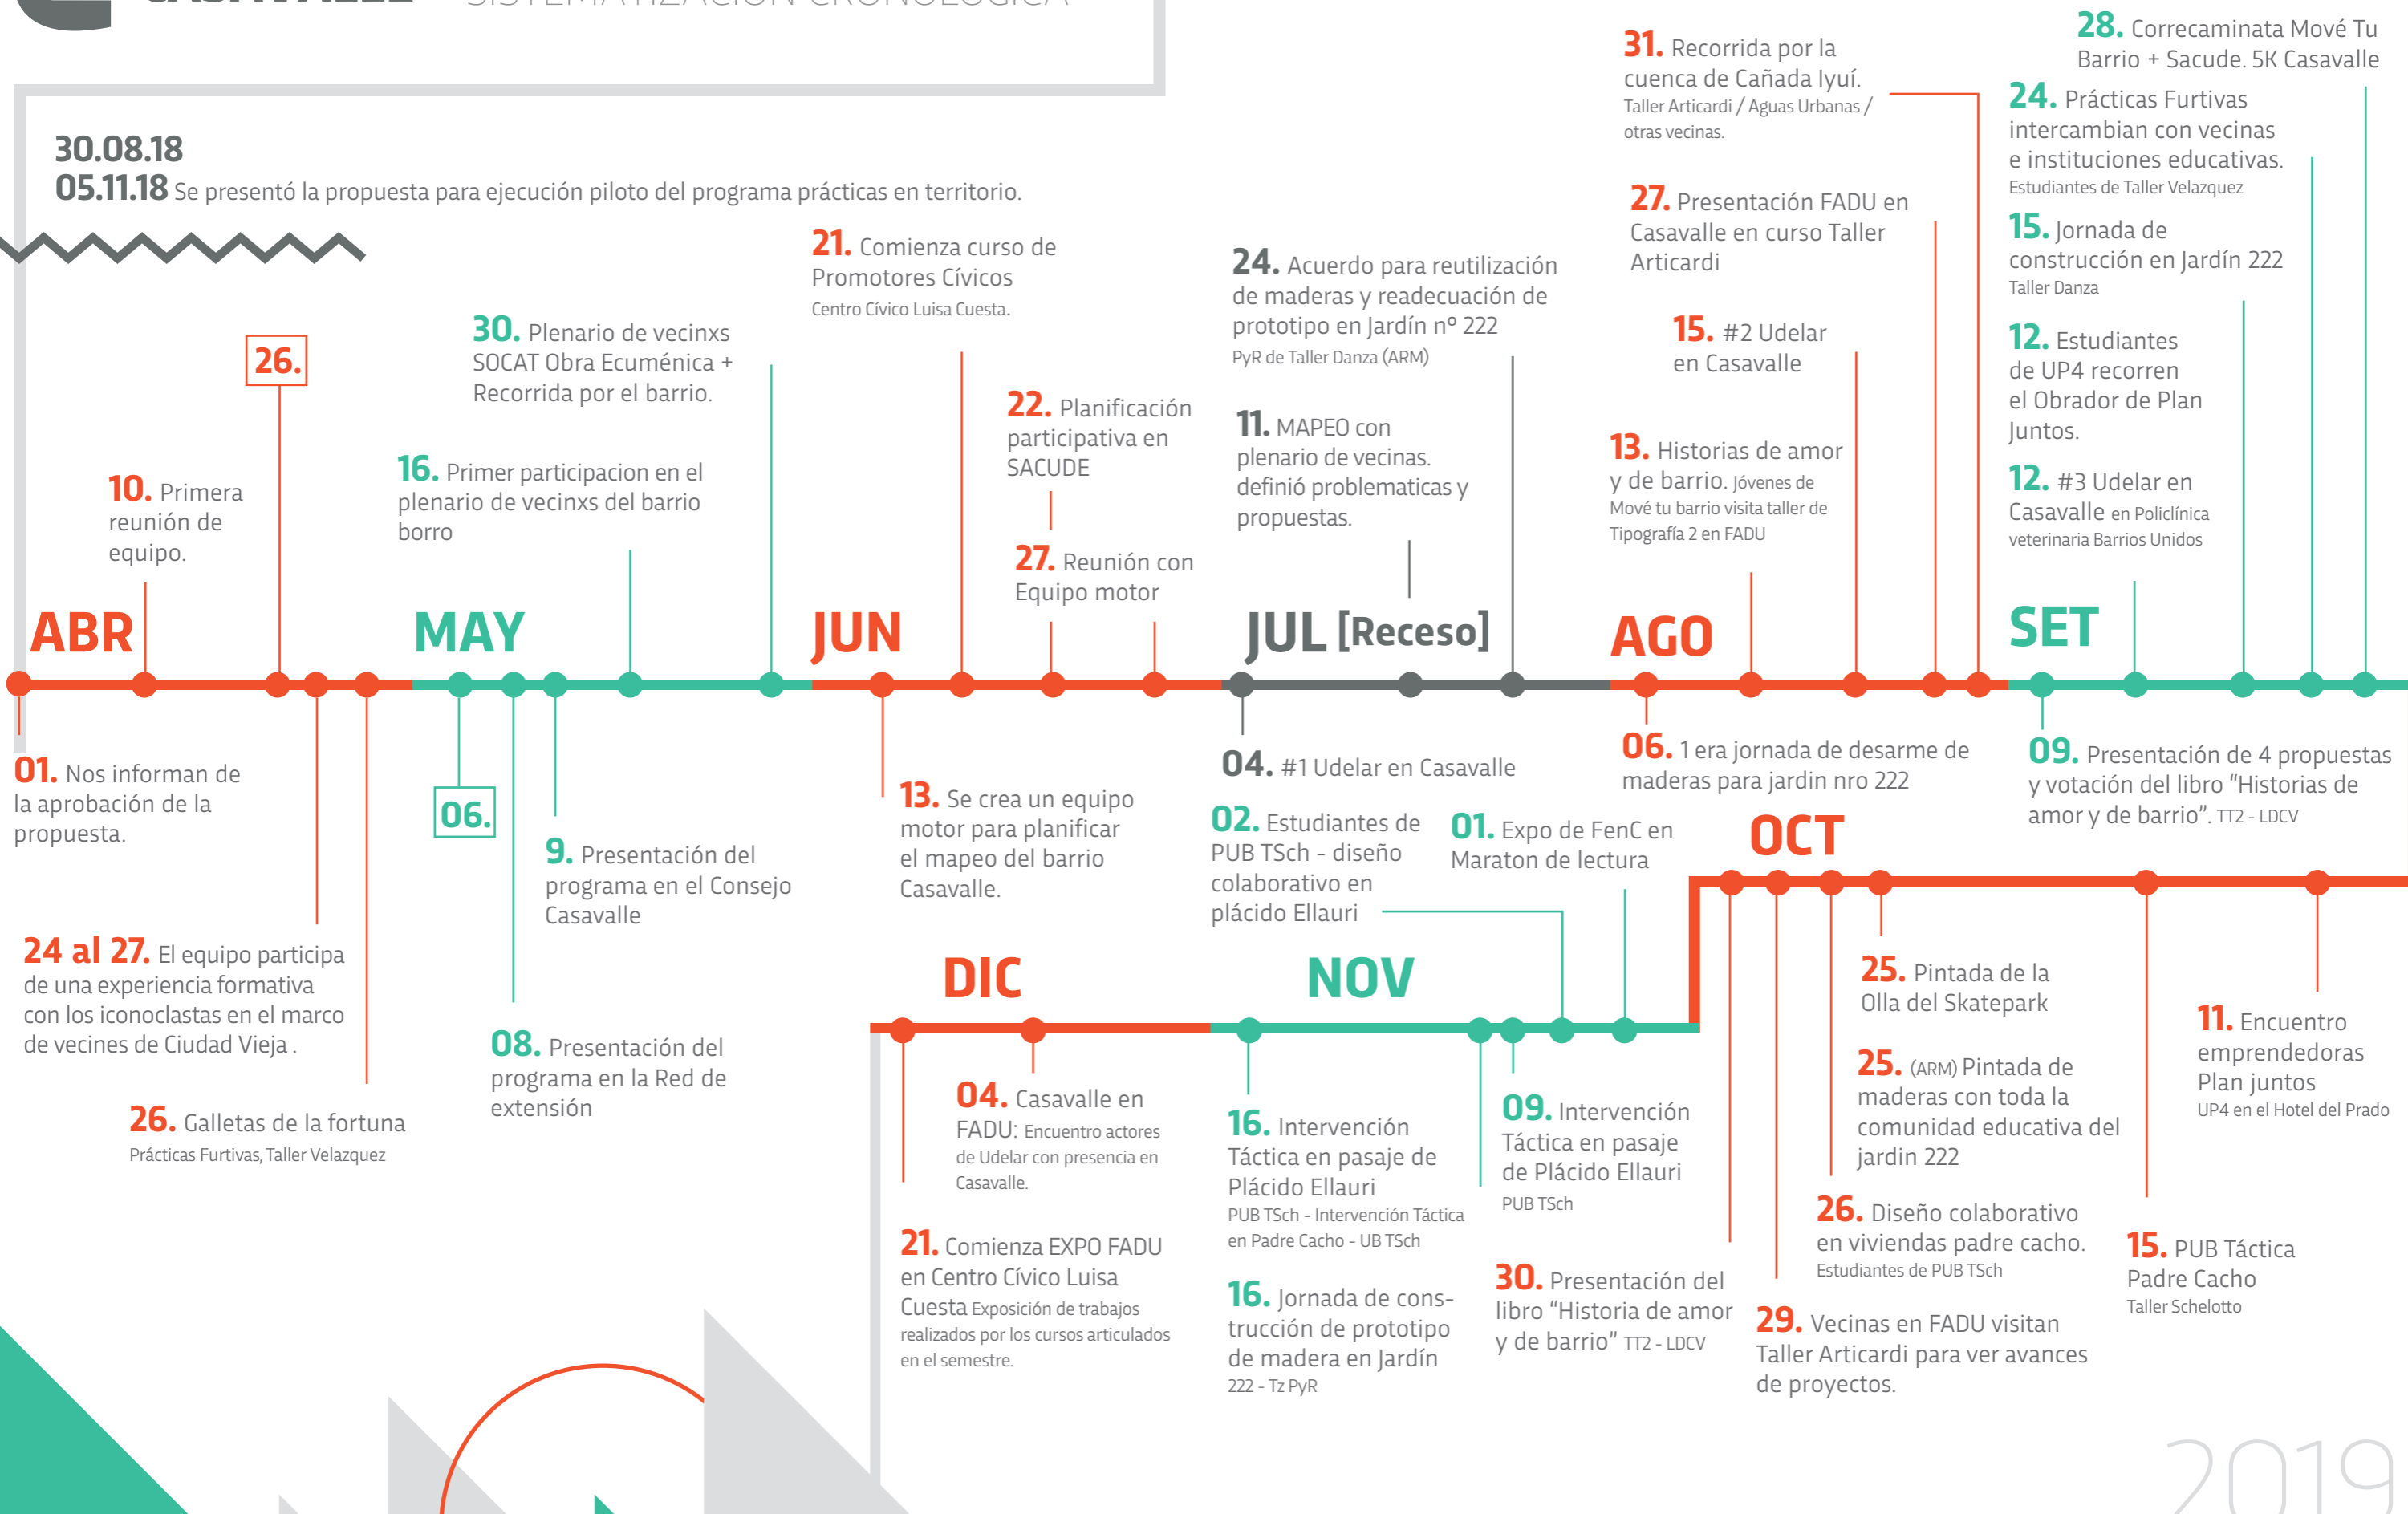 CASAVALLE
SISTEMATIZACIÓN CRONOLÓGICA
30.08.18
05.11.18 Se presentó la propuesta para ejecución piloto del programa prácticas en territorio.
ABR
10. Primera
reunión de
equipo.
26.
01. Nos informan de
la aprobación de la
propuesta.
24 al 27. El equipo participa
de una experiencia formativa
con los iconoclastas en el marco
de vecines de Ciudad Vieja .
26. Galletas de la fortuna
Prácticas Furtivas, Taller Velazquez
MAY
30. Plenario de vecinxs
SOCAT Obra Ecuménica +
Recorrida por el barrio.
16. Primer participacion en el
plenario de vecinxs del barrio
borro
06.
9. Presentación del
programa en el Consejo
Casavalle
08. Presentación del
programa en la Red de
extensión
JUN
21. Comienza curso de
Promotores Cívicos
Centro Cívico Luisa Cuesta.
22. Planificación
participativa en
SACUDE
27. Reunión con
Equipo motor
13. Se crea un equipo
motor para planificar
el mapeo del barrio
Casavalle.
JUL [Receso]
24. Acuerdo para reutilización
de maderas y readecuación de
prototipo en Jardín nº 222
PyR de Taller Danza (ARM)
11. MAPEO con
plenario de vecinas.
definió problematicas y
propuestas.
04. #1 Udelar en Casavalle
AGO
31. Recorrida por la
cuenca de Cañada Iyuí.
Taller Articardi / Aguas Urbanas /
otras vecinas.
27. Presentación FADU en
Casavalle en curso Taller
Articardi
15. #2 Udelar
en Casavalle
13. Historias de amor
y de barrio. Jóvenes de
Mové tu barrio visita taller de
Tipografía 2 en FADU
06. 1 era jornada de desarme de
maderas para jardin nro 222
SET
28. Correcaminata Mové Tu
Barrio + Sacude. 5K Casavalle
24. Prácticas Furtivas
intercambian con vecinas
e instituciones educativas.
Estudiantes de Taller Velazquez
15. Jornada de
construcción en Jardín 222
Taller Danza
12. Estudiantes
de UP4 recorren
el Obrador de Plan
Juntos.
12. #3 Udelar en
Casavalle en Policlínica
veterinaria Barrios Unidos
09. Presentación de 4 propuestas
y votación del libro “Historias de
amor y de barrio”. TT2 - LDCV
OCT
25. Pintada de la
Olla del Skatepark
25. (ARM) Pintada de
maderas con toda la
comunidad educativa del
jardin 222
26. Diseño colaborativo
en viviendas padre cacho.
Estudiantes de PUB TSch
29. Vecinas en FADU visitan
Taller Articardi para ver avances
de proyectos.
30. Presentación del
libro “Historia de amor
y de barrio” TT2 - LDCV
11. Encuentro
emprendedoras
Plan juntos
UP4 en el Hotel del Prado
15. PUB Táctica
Padre Cacho
Taller Schelotto
NOV
02. Estudiantes de
PUB TSch - diseño
colaborativo en
plácido Ellauri
01. Expo de FenC en
Maraton de lectura
09. Intervención
Táctica en pasaje
de Plácido Ellauri
PUB TSch
16. Intervención
Táctica en pasaje de
Plácido Ellauri
PUB TSch - Intervención Táctica
en Padre Cacho - UB TSch
16. Jornada de cons-
trucción de prototipo
de madera en Jardín
222 - Tz PyR
DIC
04. Casavalle en
FADU: Encuentro actores
de Udelar con presencia en
Casavalle.
21. Comienza EXPO FADU
en Centro Cívico Luisa
Cuesta Exposición de trabajos
realizados por los cursos articulados
en el semestre.
2019